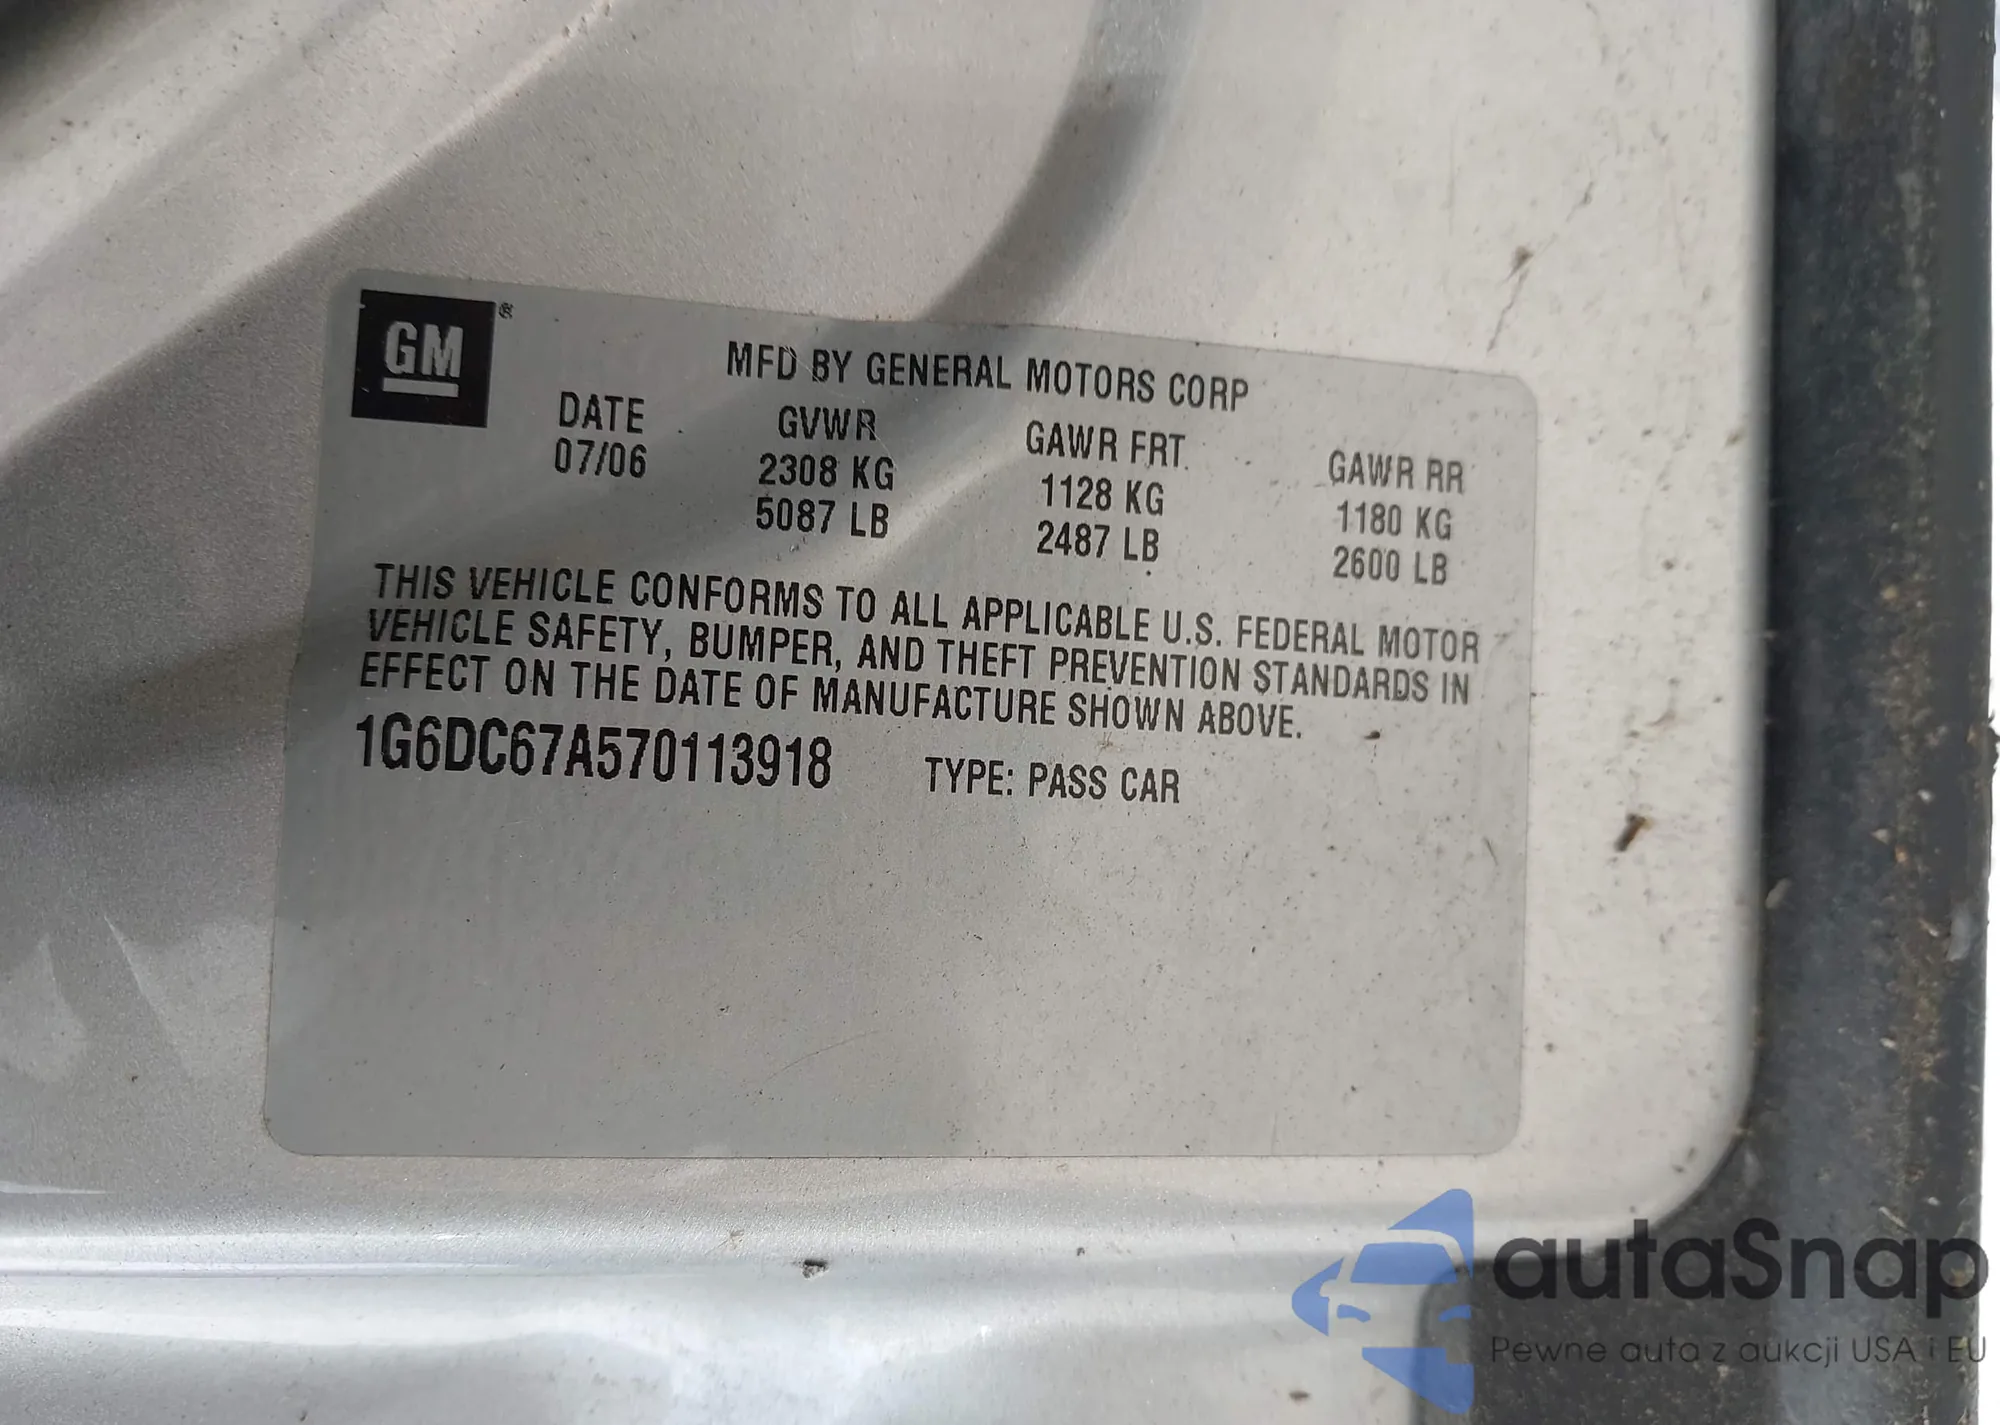 GM ®
MFD BY GENERAL MOTORS CORP
DATE GVWR GAWR FRT GAWR RR
07/06 2308 KG 1128 KG 1180 KG
5087 LB 2487 LB 2600 LB
THIS VEHICLE CONFORMS TO ALL APPLICABLE U.S. FEDERAL MOTOR
VEHICLE SAFETY, BUMPER, AND THEFT PREVENTION STANDARDS IN
EFFECT ON THE DATE OF MANUFACTURE SHOWN ABOVE.
1G6DC67A570113918 TYPE: PASS CAR
autaSnap
Pewne auta z aukcji USA i EU